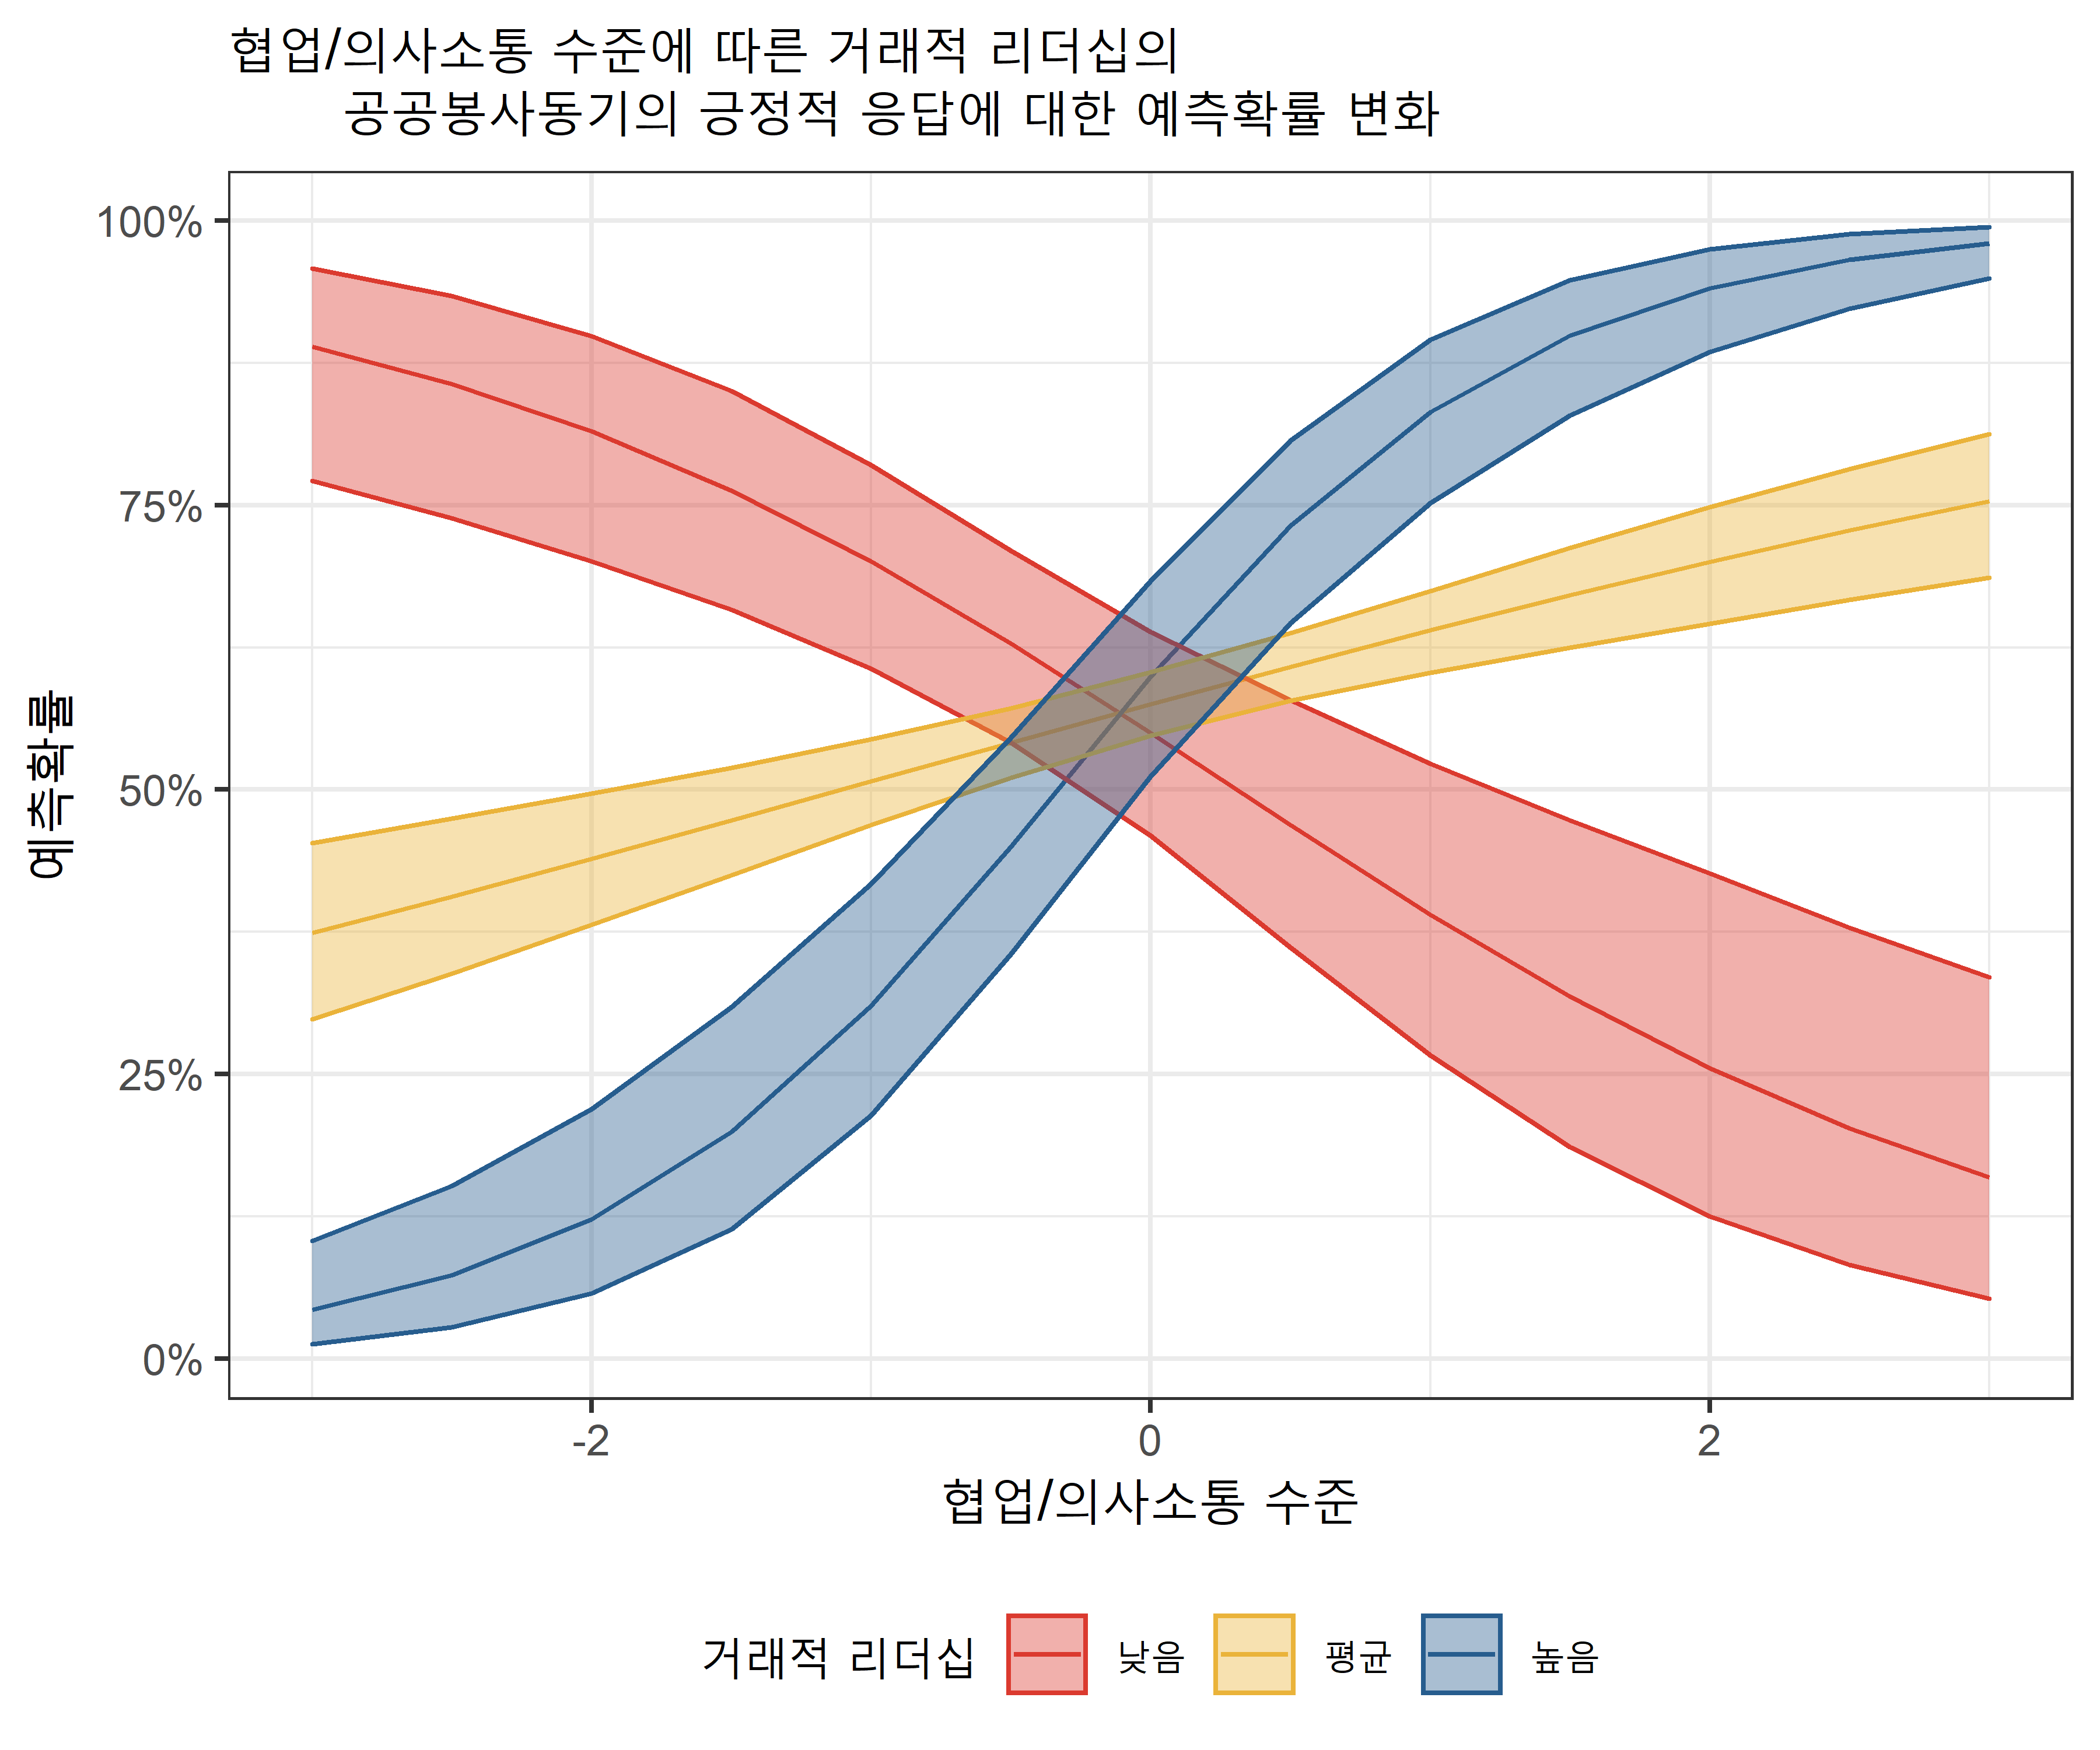 협업/의사소통 수준에 따른 거래적 리더십의
공공봉사동기의 긍정적 응답에 대한 예측확률 변화
100%
75%
50%
25%
0%
예측확률
-2 0 2
협업/의사소통 수준
거래적 리더십 낮음 평균 높음